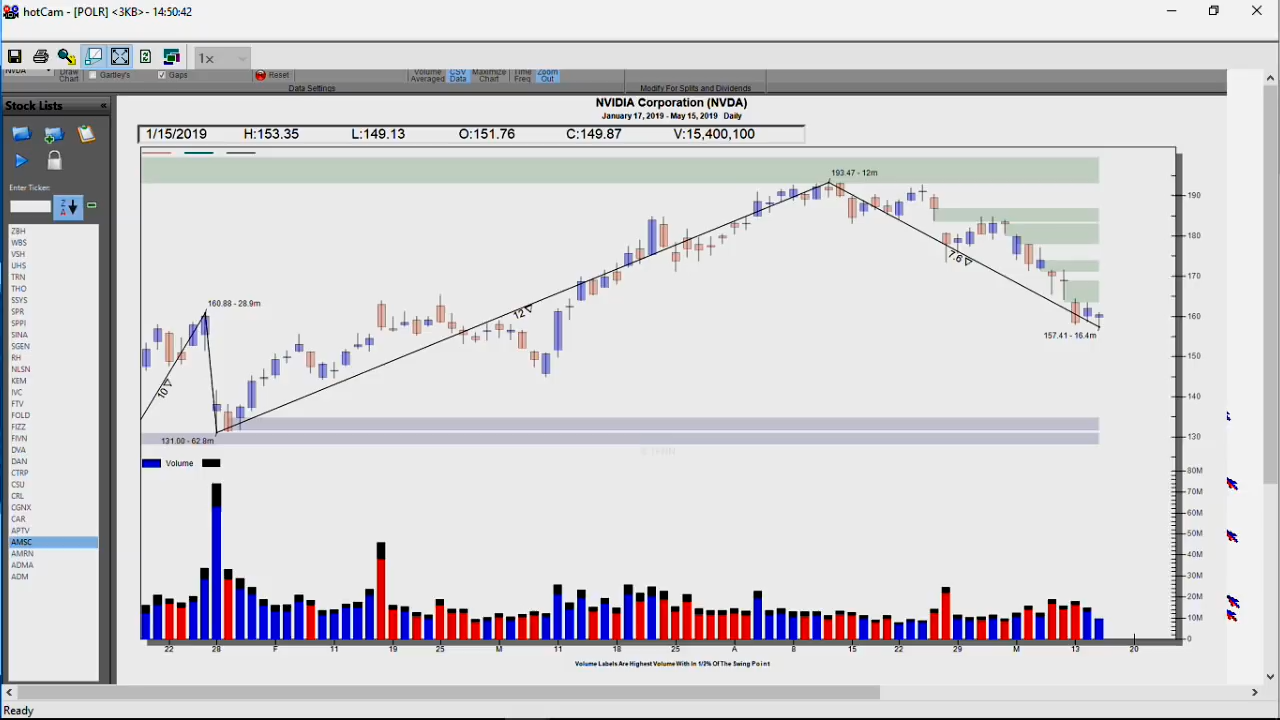 hotCam - [POLR] <3KB> - 14:50:42
1x
NVDA
Draw Chart
Gartley's
Gaps
Reset
Volume Averaged
CSV Data
Maximize Chart
Time Freq
Zoom Out
Data Settings
Modify For Splits and Dividends
Stock Lists
NVIDIA Corporation (NVDA)
January 17, 2019 - May 15, 2019 Daily
1/15/2019 H:153.35 L:149.13 O:151.76 C:149.87 V:15,400,100
Enter Ticker:
ZBH
WBS
VSH
UHS
TRN
THO
SSYS
SPR
SPPI
SINA
SGEN
RH
NLSN
KEM
IVC
FTV
FOLD
FIZZ
FIVN
DVA
DAN
CTRP
CSU
CRL
CGNX
CAR
APTV
AMSC
AMRN
ADMA
ADM
193.47 - 12m
160.88 - 28.9m
157.41 - 16.4m
131.00 - 62.8m
10
12
7.6
190
180
170
160
150
140
130
Volume
80M
70M
60M
50M
40M
30M
20M
10M
0
22 28 F 11 19 25 M 11 18 25 A 8 15 22 29 M 13 20
Volume Labels Are Highest Volume With In 1/2% Of The Swing Point
Ready